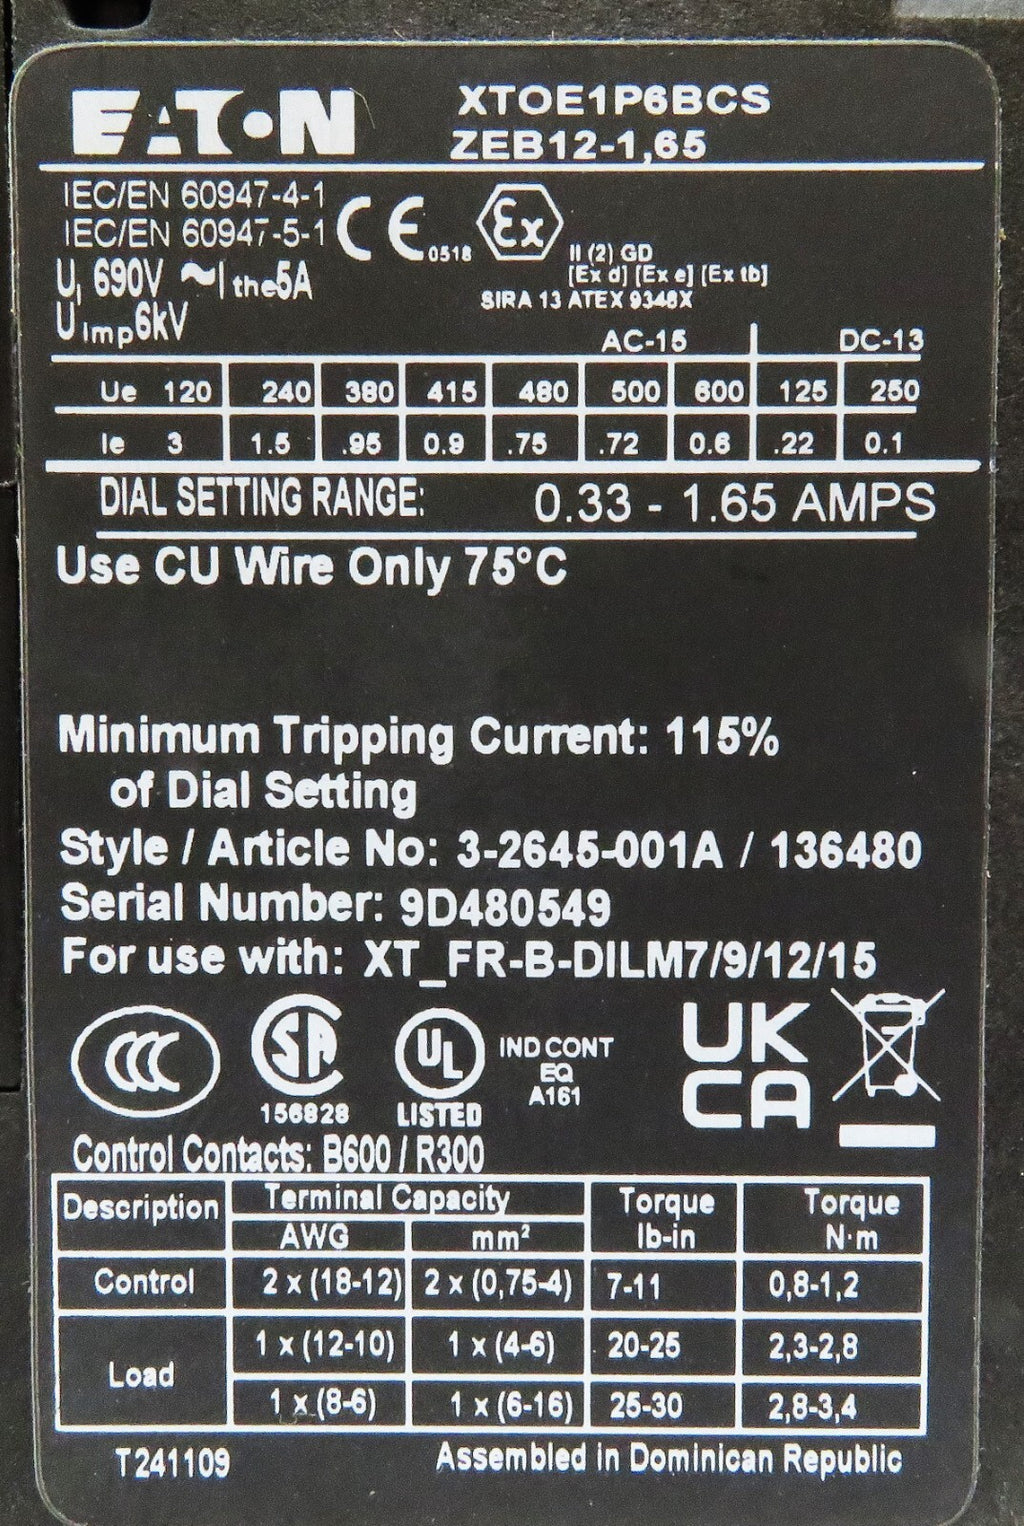 EATON
XTOE1P6BCS
ZEB12-1,65
IEC/EN 60947-4-1
IEC/EN 60947-5-1
CE 0518
Ex
II (2) GD
[Ex d] [Ex e] [Ex tb]
SIRA 13 ATEX 9348X
Ui 690V ~Ithe5A
Uimp6kV
AC-15 DC-13
Ue 120 240 380 415 480 500 600 125 250
Ie 3 1.5 .95 0.9 .75 .72 0.6 .22 0.1
DIAL SETTING RANGE: 0.33 - 1.65 AMPS
Use CU Wire Only 75°C
Minimum Tripping Current: 115%
of Dial Setting
Style / Article No: 3-2645-001A / 136480
Serial Number: 9D480549
For use with: XT_FR-B-DILM7/9/12/15
CCC
SA
156828
UL
LISTED
IND CONT
EQ
A161
UK
CA
Control Contacts: B600 / R300
Description Terminal Capacity Torque Torque
AWG mm² lb-in N·m
Control 2 x (18-12) 2 x (0,75-4) 7-11 0,8-1,2
Load 1 x (12-10) 1 x (4-6) 20-25 2,3-2,8
1 x (8-6) 1 x (6-16) 25-30 2,8-3,4
T241109 Assembled in Dominican Republic